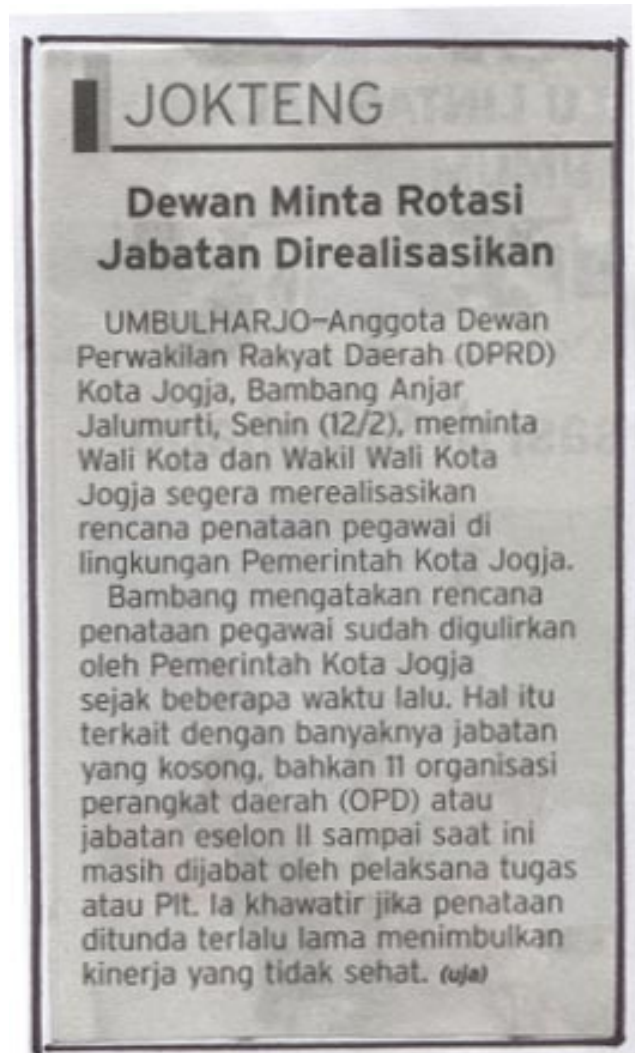 JOKTENG
Dewan Minta Rotasi
Jabatan Direalisasikan
UMBULHARJO—Anggota Dewan
Perwakilan Rakyat Daerah (DPRD)
Kota Jogja, Bambang Anjar
Jalumurti, Senin (12/2), meminta
Wali Kota dan Wakil Wali Kota
Jogja segera merealisasikan
rencana penataan pegawai di
lingkungan Pemerintah Kota Jogja.
Bambang mengatakan rencana
penataan pegawai sudah digulirkan
oleh Pemerintah Kota Jogja
sejak beberapa waktu lalu. Hal itu
terkait dengan banyaknya jabatan
yang kosong, bahkan 11 organisasi
perangkat daerah (OPD) atau
jabatan eselon II sampai saat ini
masih dijabat oleh pelaksana tugas
atau Plt. Ia khawatir jika penataan
ditunda terlalu lama menimbulkan
kinerja yang tidak sehat. (uja)